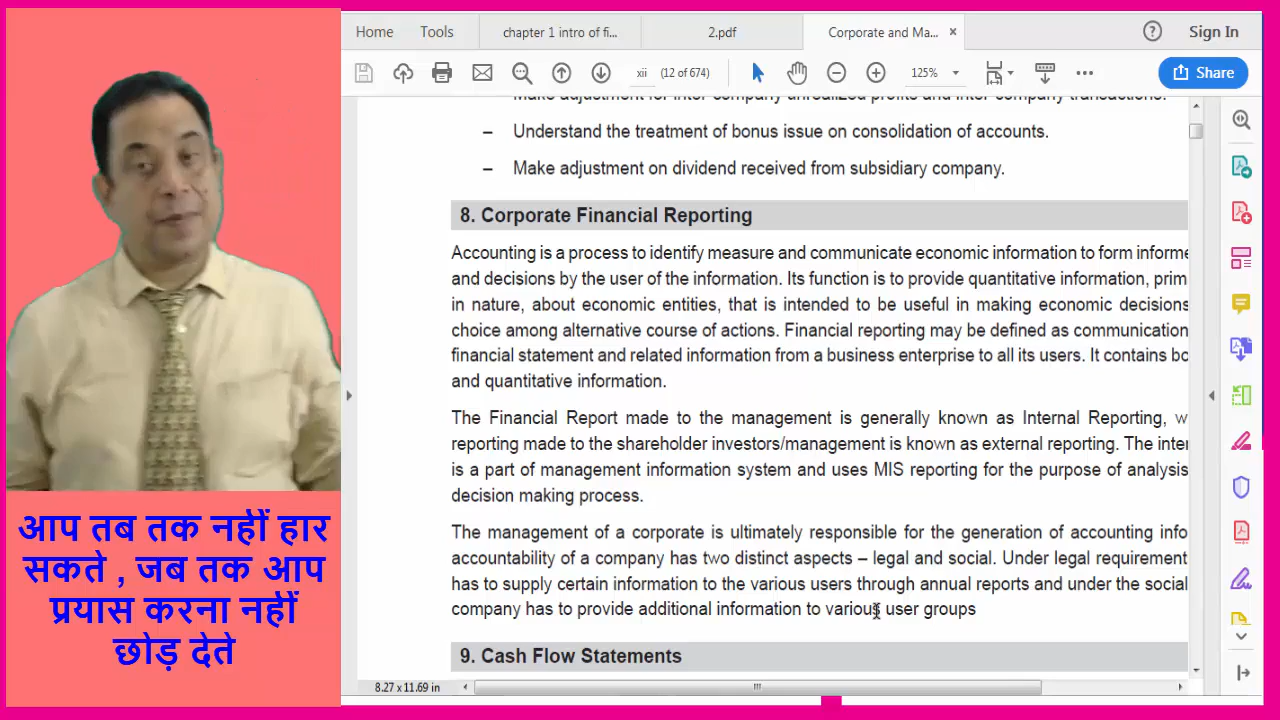 Home Tools chapter 1 intro of fi... 2.pdf Corporate and Ma... × ? Sign In
xii (12 of 674) 125% Share
Make adjustment for inter-company unrealized profits and inter company transactions.
– Understand the treatment of bonus issue on consolidation of accounts.
– Make adjustment on dividend received from subsidiary company.
8. Corporate Financial Reporting
Accounting is a process to identify measure and communicate economic information to form informe
and decisions by the user of the information. Its function is to provide quantitative information, prim
in nature, about economic entities, that is intended to be useful in making economic decisions
choice among alternative course of actions. Financial reporting may be defined as communication
financial statement and related information from a business enterprise to all its users. It contains bo
and quantitative information.
The Financial Report made to the management is generally known as Internal Reporting, w
reporting made to the shareholder investors/management is known as external reporting. The inter
is a part of management information system and uses MIS reporting for the purpose of analysis
decision making process.
The management of a corporate is ultimately responsible for the generation of accounting info
accountability of a company has two distinct aspects – legal and social. Under legal requirement
has to supply certain information to the various users through annual reports and under the social
company has to provide additional information to various user groups
9. Cash Flow Statements
8.27 x 11.69 in
आप तब तक नहीं हार
सकते , जब तक आप
प्रयास करना नहीं
छोड़ देते